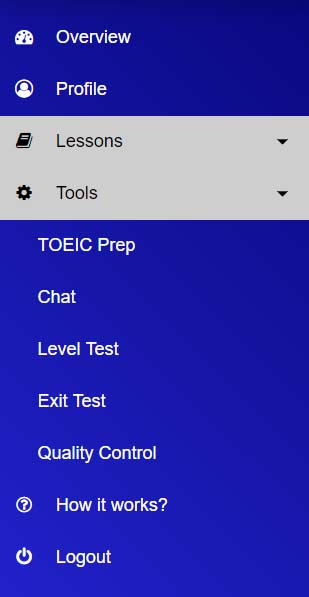 Overview
Profile
Lessons
Tools
TOEIC Prep
Chat
Level Test
Exit Test
Quality Control
How it works?
Logout